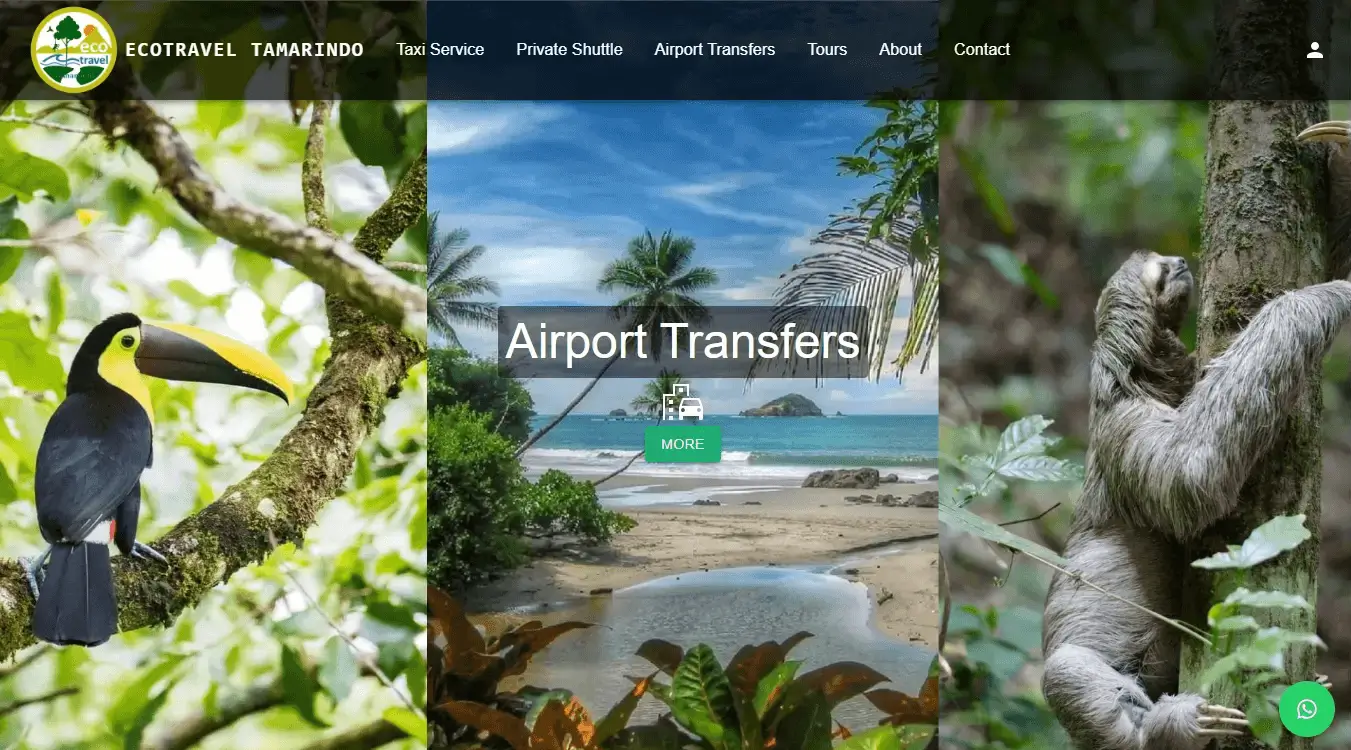 eco
travel
ECOTRAVEL TAMARINDO
Taxi Service
Private Shuttle
Airport Transfers
Tours
About
Contact
Airport Transfers
MORE